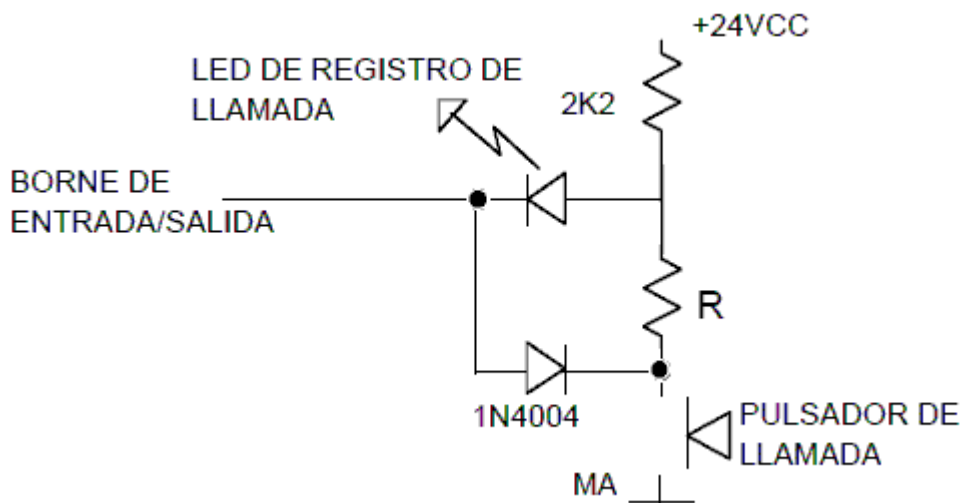 +24VCC
LED DE REGISTRO DE
LLAMADA
2K2
BORNE DE
ENTRADA/SALIDA
R
1N4004
PULSADOR DE
LLAMADA
MA